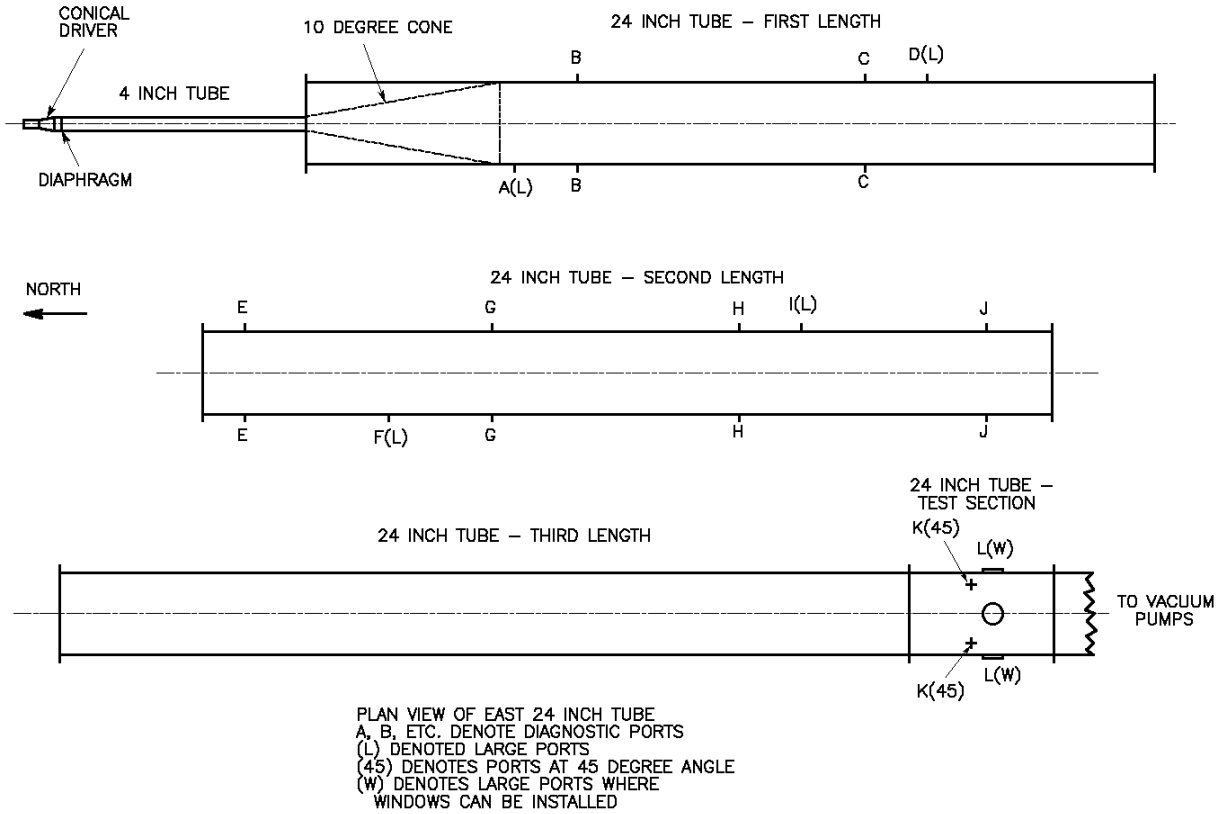 CONICAL
DRIVER
10 DEGREE CONE
24 INCH TUBE – FIRST LENGTH
B
C
D(L)
4 INCH TUBE
DIAPHRAGM
A(L)
B
C
NORTH
24 INCH TUBE – SECOND LENGTH
E
G
H
I(L)
J
E
F(L)
G
H
J
24 INCH TUBE –
TEST SECTION
24 INCH TUBE – THIRD LENGTH
K(45)
L(W)
TO VACUUM
PUMPS
L(W)
K(45)
PLAN VIEW OF EAST 24 INCH TUBE
A, B, ETC. DENOTE DIAGNOSTIC PORTS
(L) DENOTED LARGE PORTS
(45) DENOTES PORTS AT 45 DEGREE ANGLE
(W) DENOTES LARGE PORTS WHERE
WINDOWS CAN BE INSTALLED